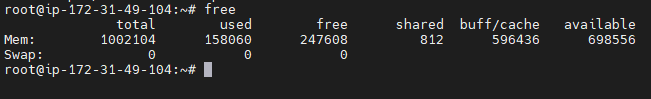 root@ip-172-31-49-104:~# free
total used free shared buff/cache available
Mem: 1002104 158060 247608 812 596436 698556
Swap: 0 0 0
root@ip-172-31-49-104:~#